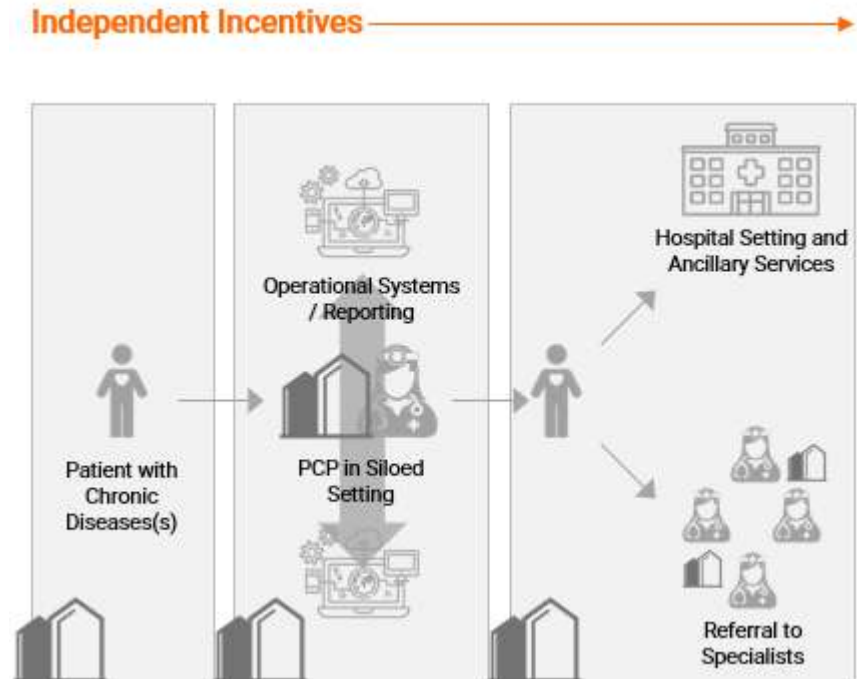 Independent Incentives
Patient with
Chronic
Diseases(s)
Operational Systems
/ Reporting
PCP in Siloed
Setting
Hospital Setting and
Ancillary Services
Referral to
Specialists